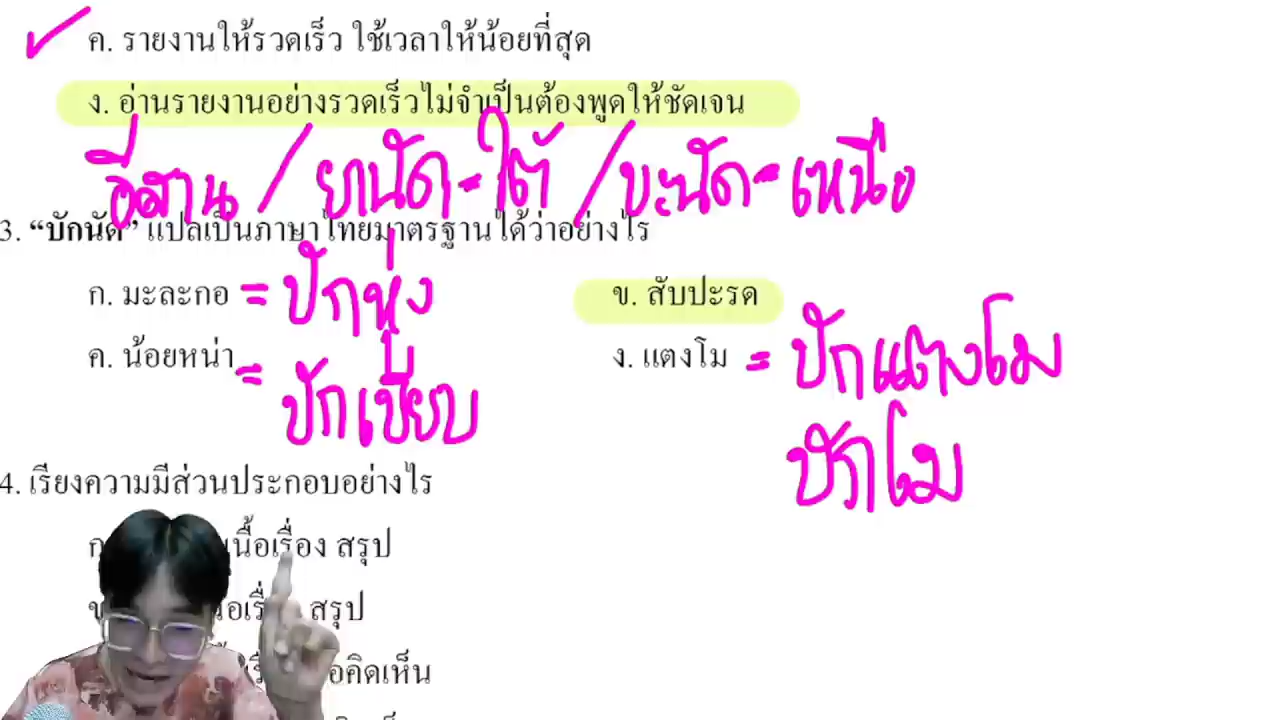 ค. รายงานให้รวดเร็ว ใช้เวลาให้น้อยที่สุด
ง. อ่านรายงานอย่างรวดเร็วไม่จำเป็นต้องพูดให้ชัดเจน
อีสาน / ยานัด = ใต้ / ขะนัด = เหนือ
3. “บักนัด” แปลเป็นภาษาไทยมาตรฐานได้ว่าอย่างไร
ก. มะละกอ = บักหุ่ง
ข. สับปะรด
ค. น้อยหน่า = บักเขียบ
ง. แตงโม = บักแตงโม
บักโม
4. เรียงความมีส่วนประกอบอย่างไร
เนื้อเรื่อง สรุป
สรุป
คิดเห็น